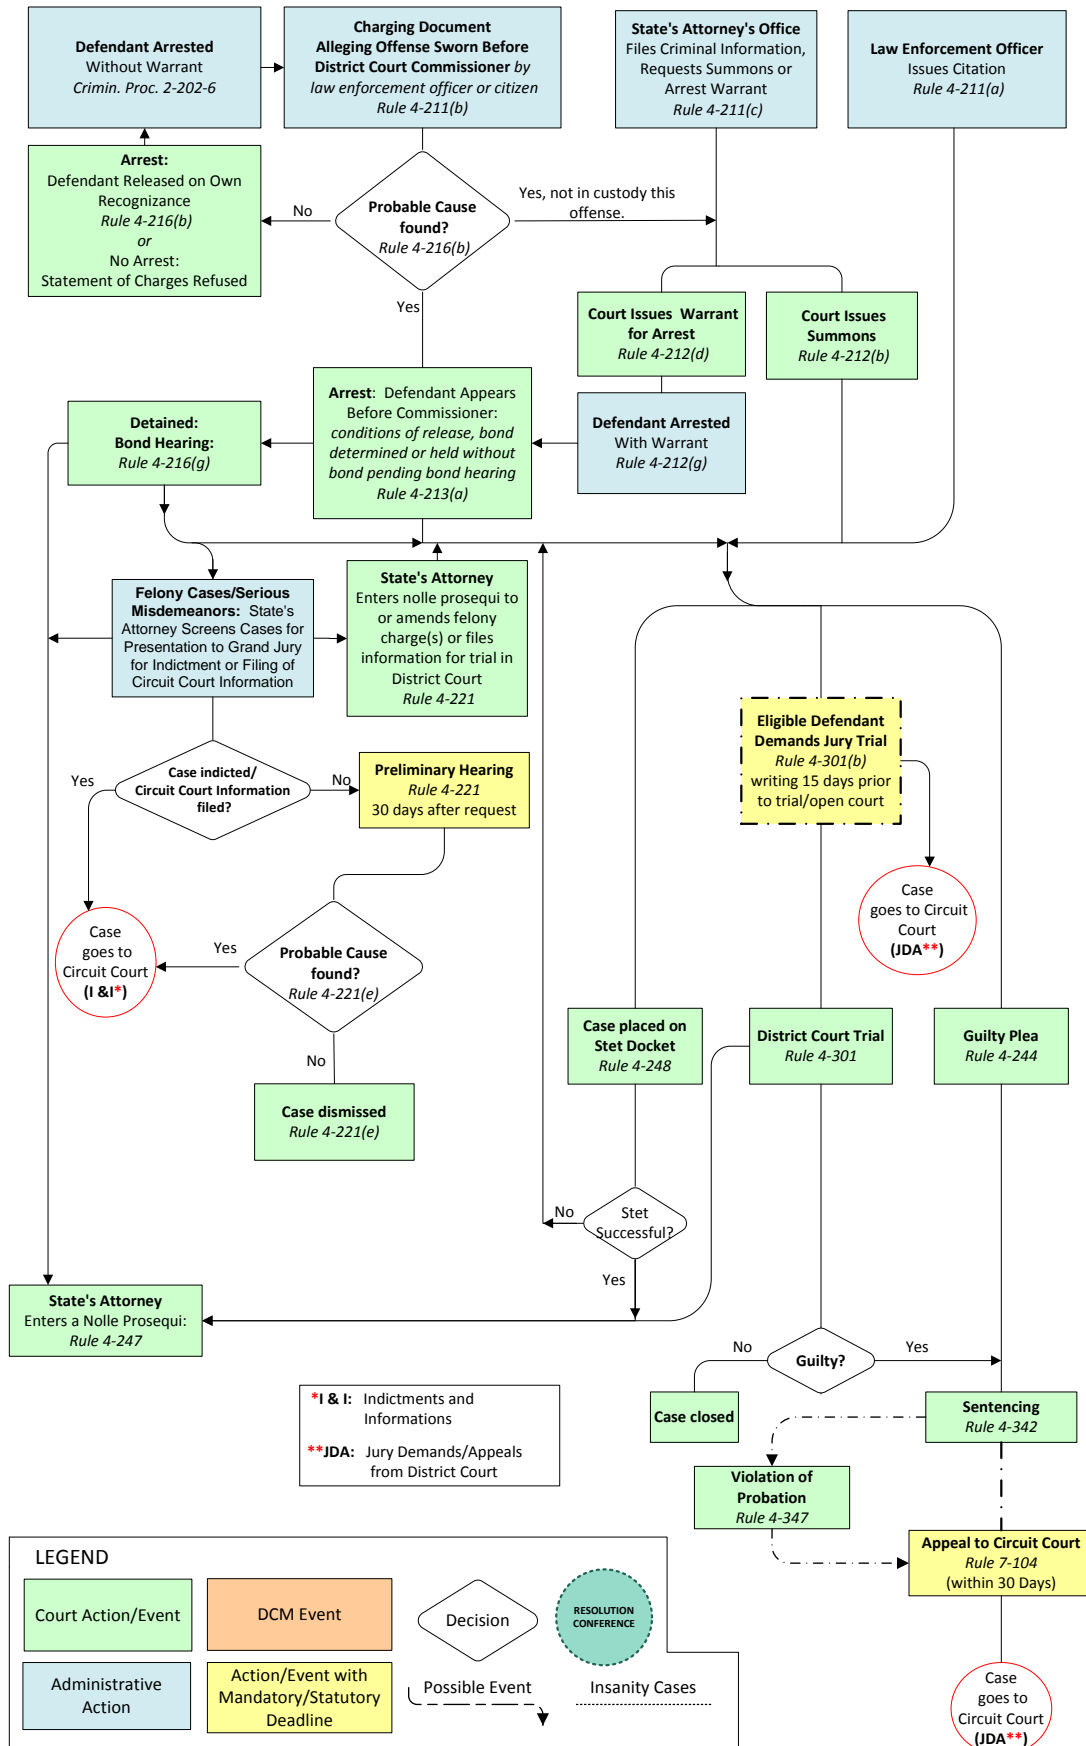 Defendant Arrested
Without Warrant
Crimin. Proc. 2-202-6
Charging Document
Alleging Offense Sworn Before
District Court Commissioner by
law enforcement officer or citizen
Rule 4-211(b)
State's Attorney's Office
Files Criminal Information,
Requests Summons or
Arrest Warrant
Rule 4-211(c)
Law Enforcement Officer
Issues Citation
Rule 4-211(a)
Arrest:
Defendant Released on Own
Recognizance
Rule 4-216(b)
or
No Arrest:
Statement of Charges Refused
No
Probable Cause
found?
Rule 4-216(b)
Yes, not in custody this
offense.
Yes
Court Issues Warrant
for Arrest
Rule 4-212(d)
Court Issues
Summons
Rule 4-212(b)
Detained:
Bond Hearing:
Rule 4-216(g)
Arrest: Defendant Appears
Before Commissioner:
conditions of release, bond
determined or held without
bond pending bond hearing
Rule 4-213(a)
Defendant Arrested
With Warrant
Rule 4-212(g)
Felony Cases/Serious
Misdemeanors: State's
Attorney Screens Cases for
Presentation to Grand Jury
for Indictment or Filing of
Circuit Court Information
State's Attorney
Enters nolle prosequi to
or amends felony
charge(s) or files
information for trial in
District Court
Rule 4-221
Eligible Defendant
Demands Jury Trial
Rule 4-301(b)
writing 15 days prior
to trial/open court
Yes
Case indicted/
Circuit Court Information
filed?
No
Preliminary Hearing
Rule 4-221
30 days after request
Case
goes to Circuit
Court
(JDA**)
Case
goes to
Circuit Court
(I &I*)
Yes
Probable Cause
found?
Rule 4-221(e)
No
Case dismissed
Rule 4-221(e)
Case placed on
Stet Docket
Rule 4-248
District Court Trial
Rule 4-301
Guilty Plea
Rule 4-244
No
Stet
Successful?
Yes
State's Attorney
Enters a Nolle Prosequi:
Rule 4-247
No
Guilty?
Yes
Case closed
Sentencing
Rule 4-342
*I & I: Indictments and
Informations
**JDA: Jury Demands/Appeals
from District Court
Violation of
Probation
Rule 4-347
Appeal to Circuit Court
Rule 7-104
(within 30 Days)
Case
goes to
Circuit Court
(JDA**)
LEGEND
Court Action/Event
DCM Event
Decision
RESOLUTION
CONFERENCE
Administrative
Action
Action/Event with
Mandatory/Statutory
Deadline
Possible Event
Insanity Cases